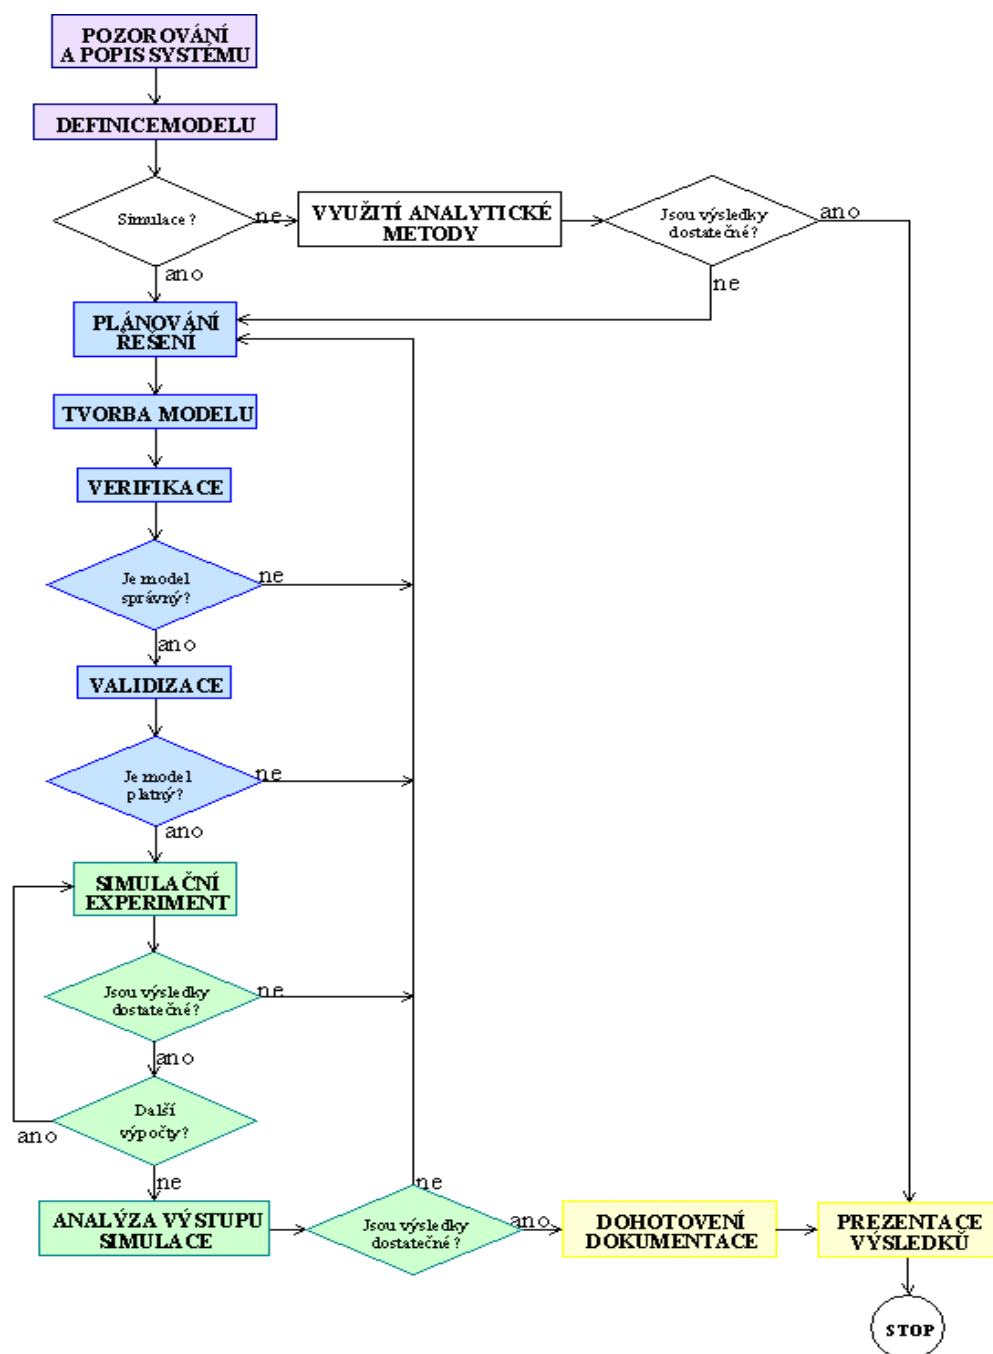 POZOROVÁNÍ
A POPIS SYSTÉMU
DEFINICEMODELU
Simulace?
ne
VYUŽITÍ ANALYTICKÉ
METODY
Jsou výsledky
dostatečné?
ano
ano
ne
PLÁNOVÁNÍ
ŘEŠENÍ
TVORBA MODELU
VERIFIKACE
Je model
správný?
ne
ano
VALIDIZACE
Je model
platný?
ne
ano
SIMULAČNÍ
EXPERIMENT
Jsou výsledky
dostatečné?
ne
ano
Další
výpočty?
ano
ne
ANALÝZA VÝSTUPU
SIMULACE
Jsou výsledky
dostatečné?
ne
ano
DOHOTOVENÍ
DOKUMENTACE
PREZENTACE
VÝSLEDKŮ
STOP